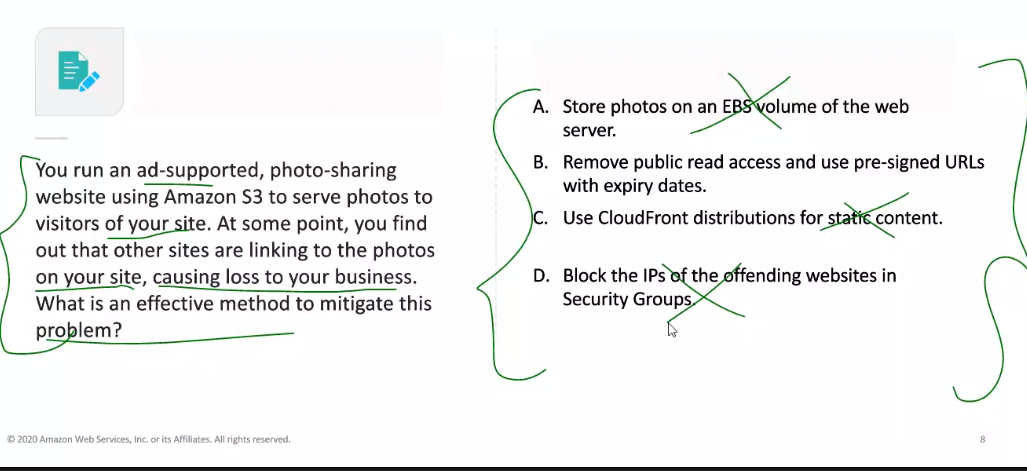 You run an ad-supported, photo-sharing
website using Amazon S3 to serve photos to
visitors of your site. At some point, you find
out that other sites are linking to the photos
on your site, causing loss to your business.
What is an effective method to mitigate this
problem?
A. Store photos on an EBS volume of the web
server.
B. Remove public read access and use pre-signed URLs
with expiry dates.
C. Use CloudFront distributions for static content.
D. Block the IPs of the offending websites in
Security Groups.
© 2020 Amazon Web Services, Inc. or its Affiliates. All rights reserved.
8